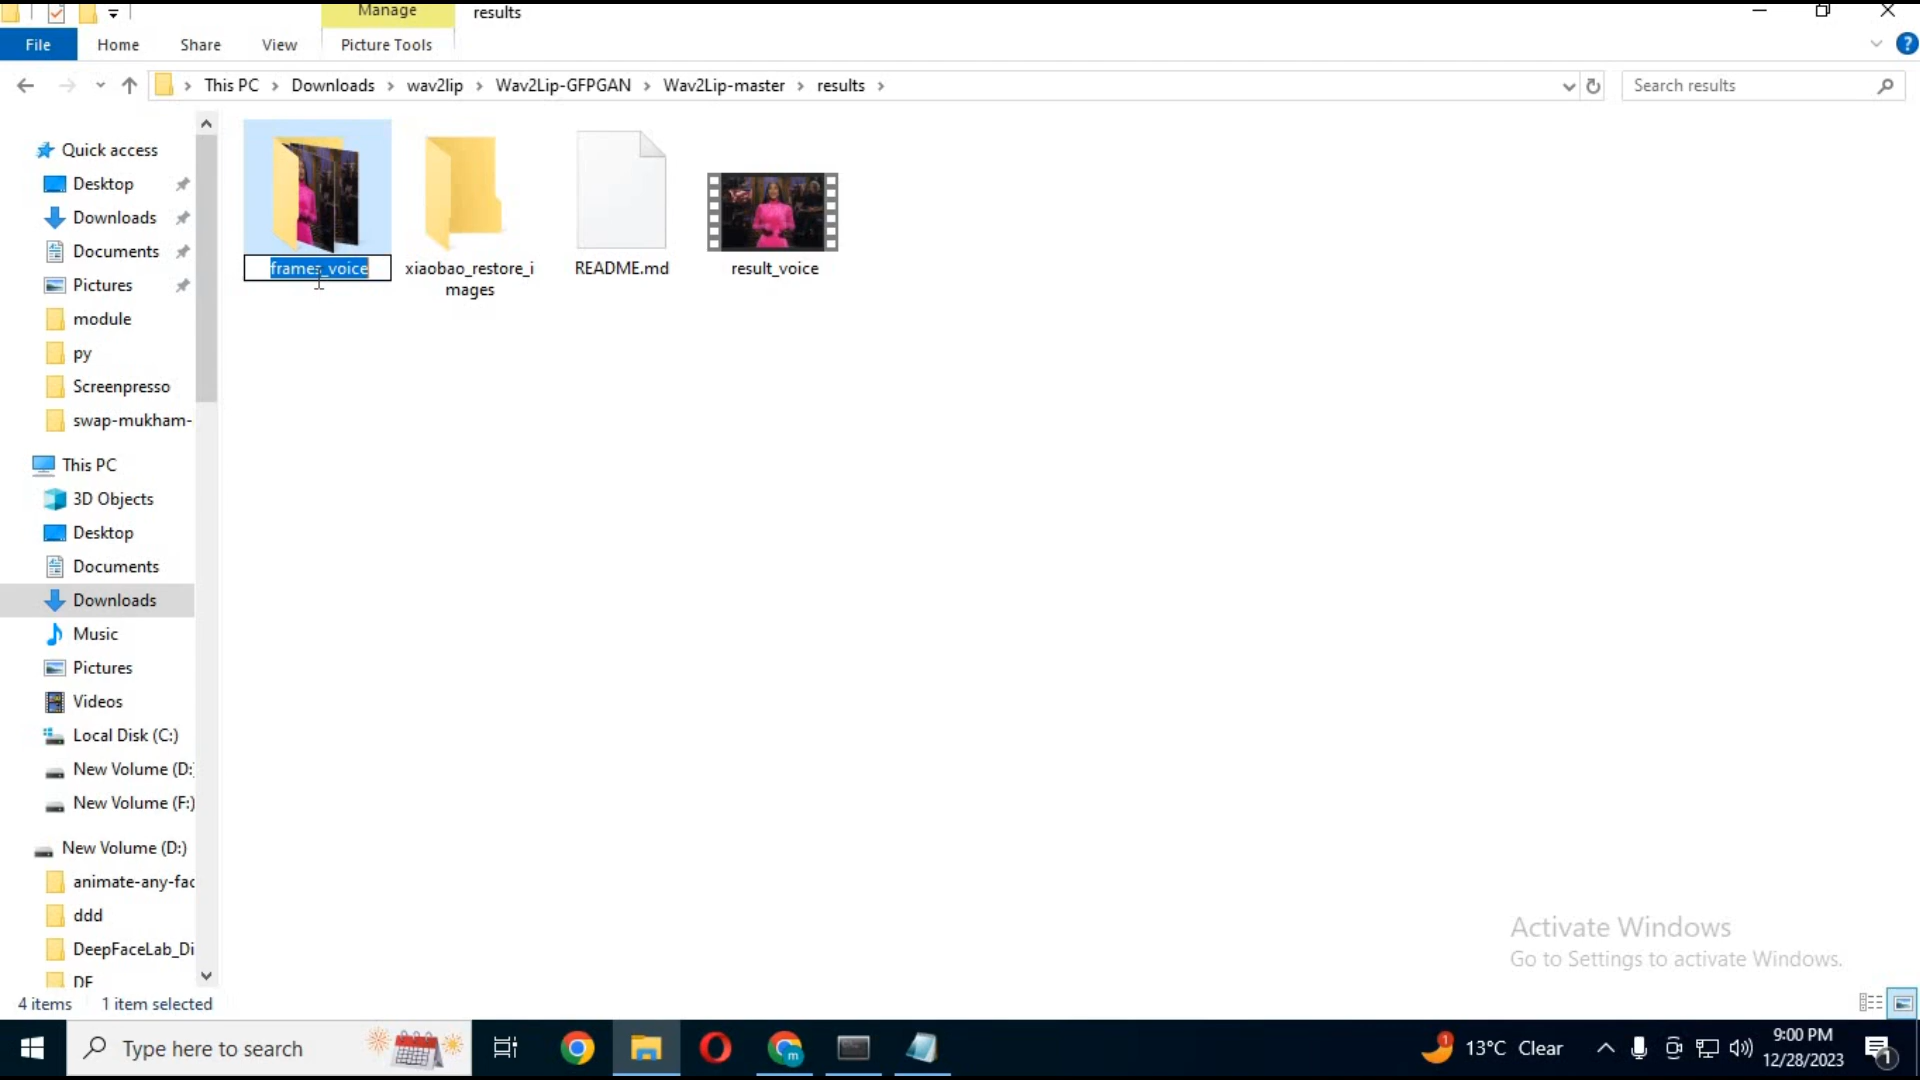 Manage
results
File
Home
Share
View
Picture Tools
This PC
Downloads
wav2lip
Wav2Lip-GFPGAN
Wav2Lip-master
results
Search results
Quick access
Desktop
Downloads
Documents
Pictures
module
py
Screenpresso
swap-mukham-
This PC
3D Objects
Desktop
Documents
Downloads
Music
Pictures
Videos
Local Disk (C:)
New Volume (D:)
New Volume (F:)
New Volume (D:)
animate-any-fac
ddd
DeepFaceLab_Di
DF
frames_voice
xiaobao_restore_i
mages
README.md
result_voice
Activate Windows
Go to Settings to activate Windows.
4 items
1 item selected
Type here to search
1
13°C Clear
9:00 PM
12/28/2023
1